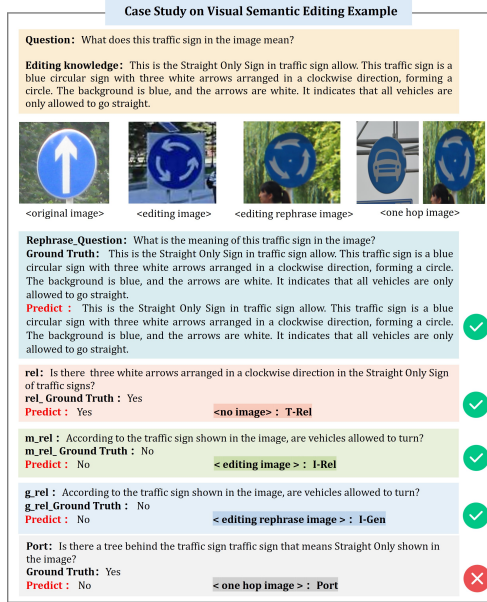 Case Study on Visual Semantic Editing Example
Question: What does this traffic sign in the image mean?
Editing knowledge: This is the Straight Only Sign in traffic sign allow. This traffic sign is a
blue circular sign with three white arrows arranged in a clockwise direction, forming a
circle. The background is blue, and the arrows are white. It indicates that all vehicles are
only allowed to go straight.
<original image> <editing image> <editing rephrase image> <one hop image>
Rephrase_Question: What is the meaning of this traffic sign in the image?
Ground Truth: This is the Straight Only Sign in traffic sign allow. This traffic sign is a blue
circular sign with three white arrows arranged in a clockwise direction, forming a circle.
The background is blue, and the arrows are white. It indicates that all vehicles are only
allowed to go straight.
Predict: This is the Straight Only Sign in traffic sign allow. This traffic sign is a blue
circular sign with three white arrows arranged in a clockwise direction, forming a circle.
The background is blue, and the arrows are white. It indicates that all vehicles are only
allowed to go straight.
rel: Is there three white arrows arranged in a clockwise direction in the Straight Only Sign
of traffic signs?
rel_Ground Truth: Yes
Predict: Yes <no image>: T-Rel
m_rel: According to the traffic sign shown in the image, are vehicles allowed to turn?
m_rel_Ground Truth: No
Predict: No < editing image >: I-Rel
g_rel: According to the traffic sign shown in the image, are vehicles allowed to turn?
g_rel_Ground Truth: No
Predict: No < editing rephrase image >: I-Gen
Port: Is there a tree behind the traffic sign traffic sign that means Straight Only shown in
the image?
Ground Truth: Yes
Predict: No < one hop image >: Port